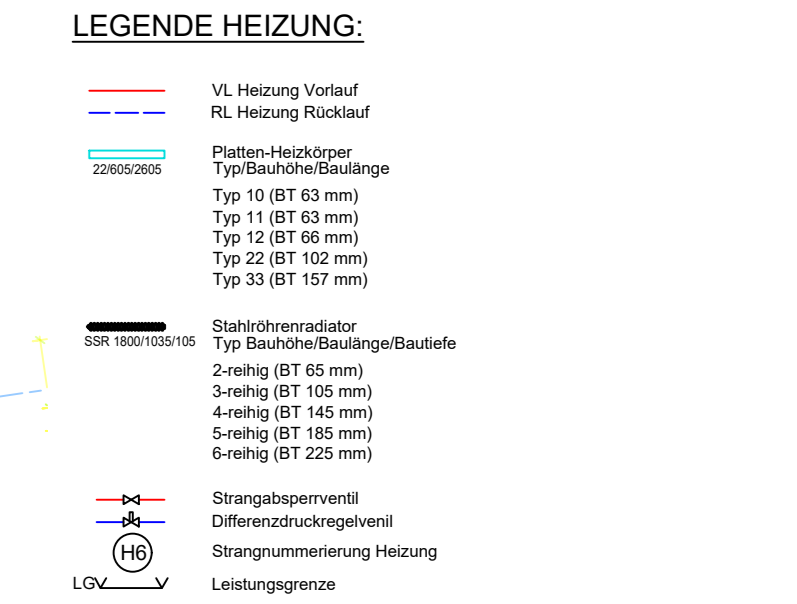 LEGENDE HEIZUNG:
VL Heizung Vorlauf
RL Heizung Rücklauf
Platten-Heizkörper
22/605/2605 Typ/Bauhöhe/Baulänge
Typ 10 (BT 63 mm)
Typ 11 (BT 63 mm)
Typ 12 (BT 66 mm)
Typ 22 (BT 102 mm)
Typ 33 (BT 157 mm)
Stahlröhrenradiator
SSR 1800/1035/105 Typ Bauhöhe/Baulänge/Bautiefe
2-reihig (BT 65 mm)
3-reihig (BT 105 mm)
4-reihig (BT 145 mm)
5-reihig (BT 185 mm)
6-reihig (BT 225 mm)
Strangabsperrventil
Differenzdruckregelvenil
H6 Strangnummerierung Heizung
LG Leistungsgrenze